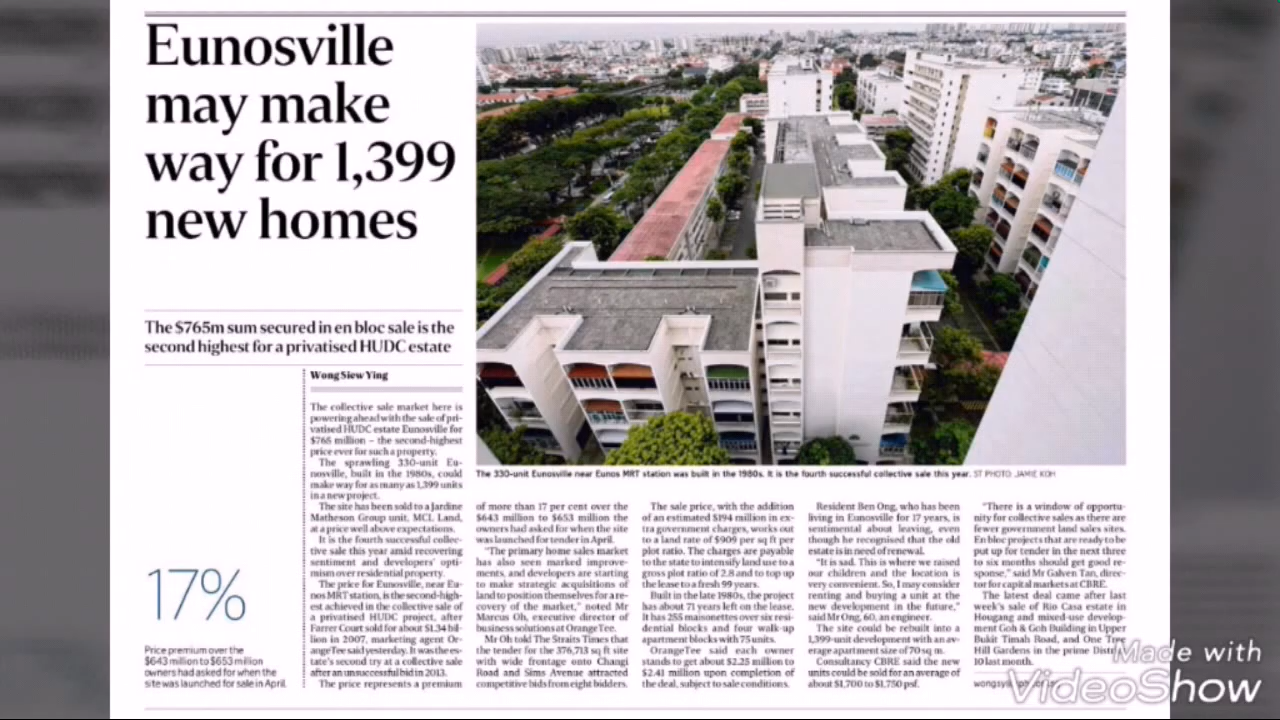 Eunosville
may make
way for 1,399
new homes
The $765m sum secured in en bloc sale is the
second highest for a privatised HUDC estate
17%
Price premium over the
$643 million to $653 million
owners had asked for when the
site was launched for sale in April.
Wong Siew Ying
The collective sale market here is
powering ahead with the sale of pri-
vatised HUDC estate Eunosville for
$765 million – the second-highest
price ever for such a property.
The sprawling 330-unit Eu-
nosville, built in the 1980s, could
make way for as many as 1,399 units
in a new project.
The site has been sold to a Jardine
Matheson Group unit, MCL Land,
at a price well above expectations.
It is the fourth successful collec-
tive sale this year amid recovering
sentiment and developers' opti-
mism over residential property.
The price for Eunosville, near Eu-
nos MRT station, is the second-high-
est achieved in the collective sale of
a privatised HUDC project, after
Farrer Court sold for about $1.34 bil-
lion in 2007, marketing agent Or-
angeTee said yesterday. It was the es-
tate's second try at a collective sale
after an unsuccessful bid in 2013.
The price represents a premium
The 330-unit Eunosville near Eunos MRT station was built in the 1980s. It is the fourth successful collective sale this year. ST PHOTO: JAMIE KOH
of more than 17 per cent over the
$643 million to $653 million the
owners had asked for when the site
was launched for tender in April.
"The primary home sales market
has also seen marked improve-
ments, and developers are starting
to make strategic acquisitions of
land to position themselves for a re-
covery of the market," noted Mr
Marcus Oh, executive director of
business solutions at OrangeTee.
Mr Oh told The Straits Times that
the tender for the 376,713 sq ft site
with wide frontage onto Changi
Road and Sims Avenue attracted
competitive bids from eight bidders.
The sale price, with the addition
of an estimated $194 million in ex-
tra government charges, works out
to a land rate of $909 per sq ft per
plot ratio. The charges are payable
to the state to intensify land use to a
gross plot ratio of 2.8 and to top up
the lease to a fresh 99 years.
Built in the late 1980s, the project
has about 71 years left on the lease.
It has 255 maisonettes over six resi-
dential blocks and four walk-up
apartment blocks with 75 units.
OrangeTee said each owner
stands to get about $2.25 million to
$2.41 million upon completion of
the deal, subject to sale conditions.
Resident Ben Ong, who has been
living in Eunosville for 17 years, is
sentimental about leaving, even
though he recognised that the old
estate is in need of renewal.
"It is sad. This is where we raised
our children and the location is
very convenient. So, I may consider
renting and buying a unit at the
new development in the future,"
said Mr Ong, 60, an engineer.
The site could be rebuilt into a
1,399-unit development with an av-
erage apartment size of 70 sq m.
Consultancy CBRE said the new
units could be sold for an average of
about $1,700 to $1,750 psf.
"There is a window of opportu-
nity for collective sales as there are
fewer government land sales sites.
En bloc projects that are ready to be
put up for tender in the next three
to six months should get good re-
sponse," said Mr Galven Tan, direc-
tor for capital markets at CBRE.
The latest deal came after last
week's sale of Rio Casa estate in
Hougang and mixed-use develop-
ment Goh & Goh Building in Upper
Bukit Timah Road, and One Tree
Hill Gardens in the prime District
10 last month.
Made with
VideoShow